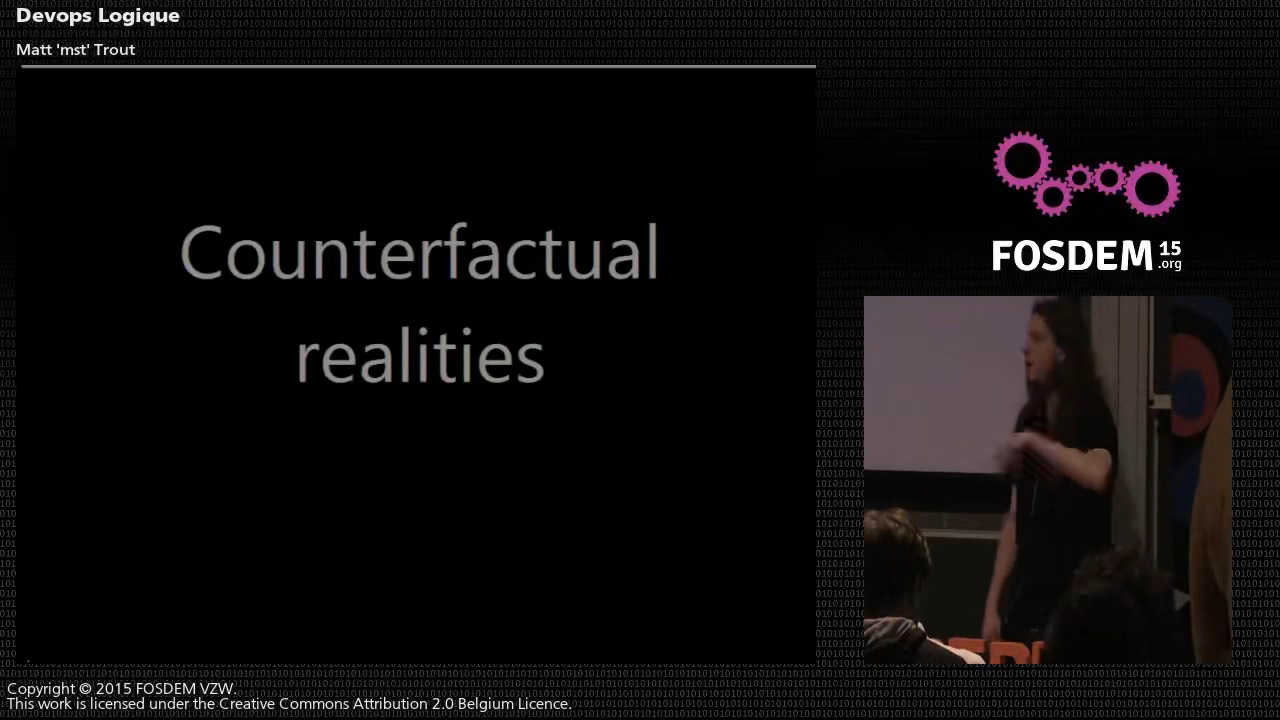 Devops Logique
Matt 'mst' Trout
Counterfactual
realities
FOSDEM 15
.org
Copyright © 2015 FOSDEM VZW.
This work is licensed under the Creative Commons Attribution 2.0 Belgium Licence.